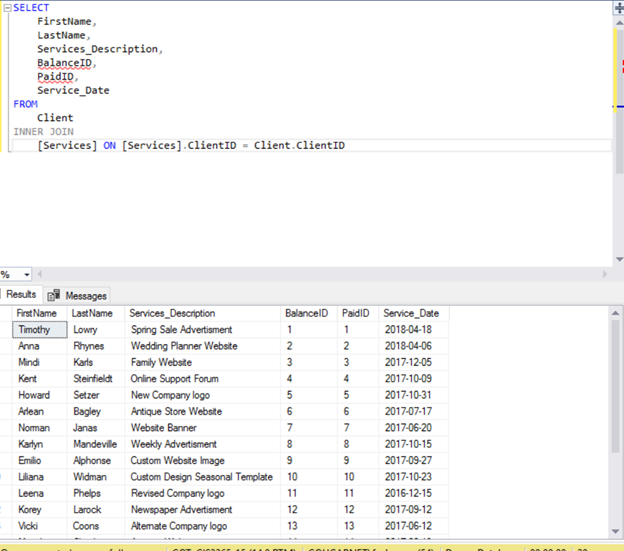 SELECT
FirstName,
LastName,
Services_Description,
BalanceID,
PaidID,
Service_Date
FROM
Client
INNER JOIN
[Services] ON [Services].ClientID = Client.ClientID
%
Results Messages
FirstName LastName Services_Description BalanceID PaidID Service_Date
Timothy Lowry Spring Sale Advertisment 1 1 2018-04-18
Anna Rhynes Wedding Planner Website 2 2 2018-04-06
Mindi Karls Family Website 3 3 2017-12-05
Kent Steinfieldt Online Support Forum 4 4 2017-10-09
Howard Setzer New Company logo 5 5 2017-10-31
Arlean Bagley Antique Store Website 6 6 2017-07-17
Norman Janas Website Banner 7 7 2017-06-20
Karlyn Mandeville Weekly Advertisment 8 8 2017-10-15
Emilio Alphonse Custom Website Image 9 9 2017-09-27
Liliana Widman Custom Design Seasonal Template 10 10 2017-10-23
Leena Phelps Revised Company logo 11 11 2016-12-15
Korey Larock Newspaper Advertisment 12 12 2017-09-12
Vicki Coons Alternate Company logo 13 13 2017-06-12